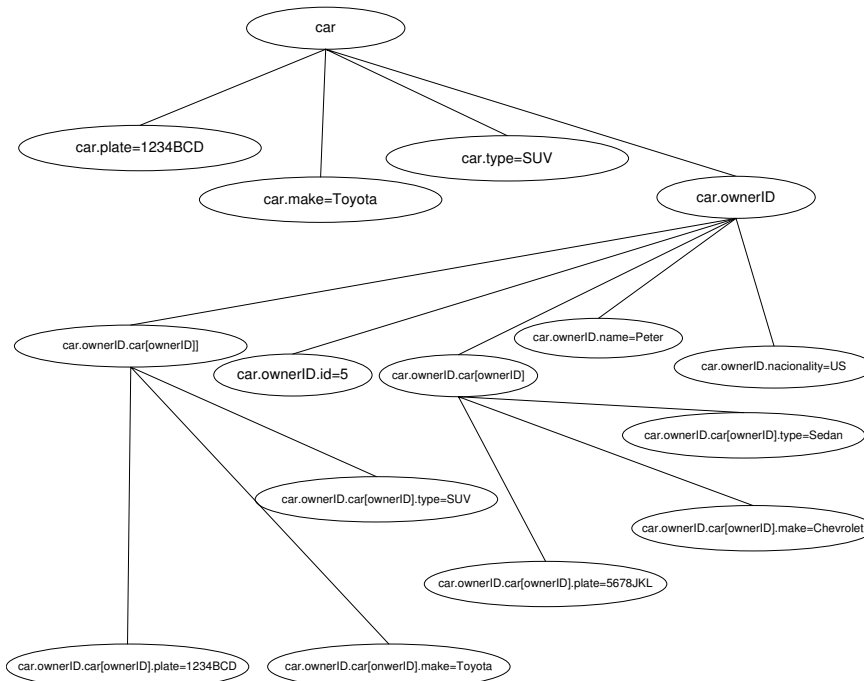 car
car.plate=1234BCD
car.type=SUV
car.make=Toyota
car.ownerID
car.ownerID.car[ownerID]]
car.ownerID.name=Peter
car.ownerID.id=5
car.ownerID.car[ownerID]
car.ownerID.nacionality=US
car.ownerID.car[ownerID].type=Sedan
car.ownerID.car[ownerID].type=SUV
car.ownerID.car[ownerID].make=Chevrolet
car.ownerID.car[ownerID].plate=5678JKL
car.ownerID.car[ownerID].plate=1234BCD
car.ownerID.car[onwerID].make=Toyota